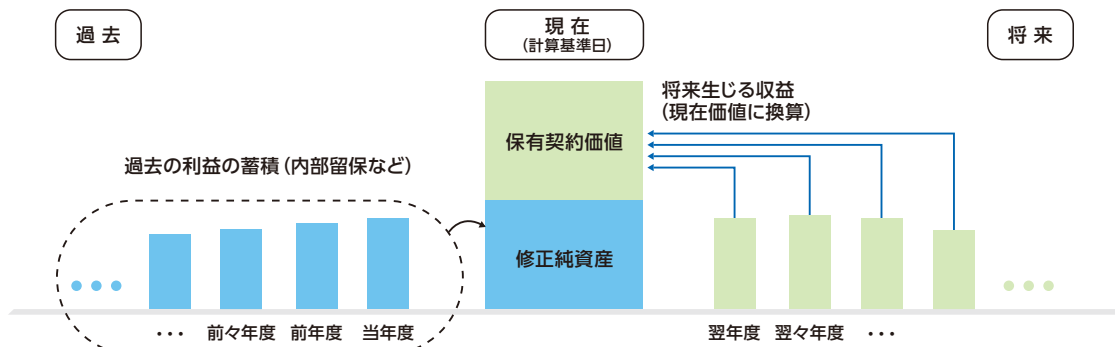 過去
現在
(計算基準日)
将来
将来生じる収益
(現在価値に換算)
保有契約価値
過去の利益の蓄積(内部留保など)
修正純資産
・・・ 前々年度 前年度 当年度
翌年度 翌々年度 ・・・